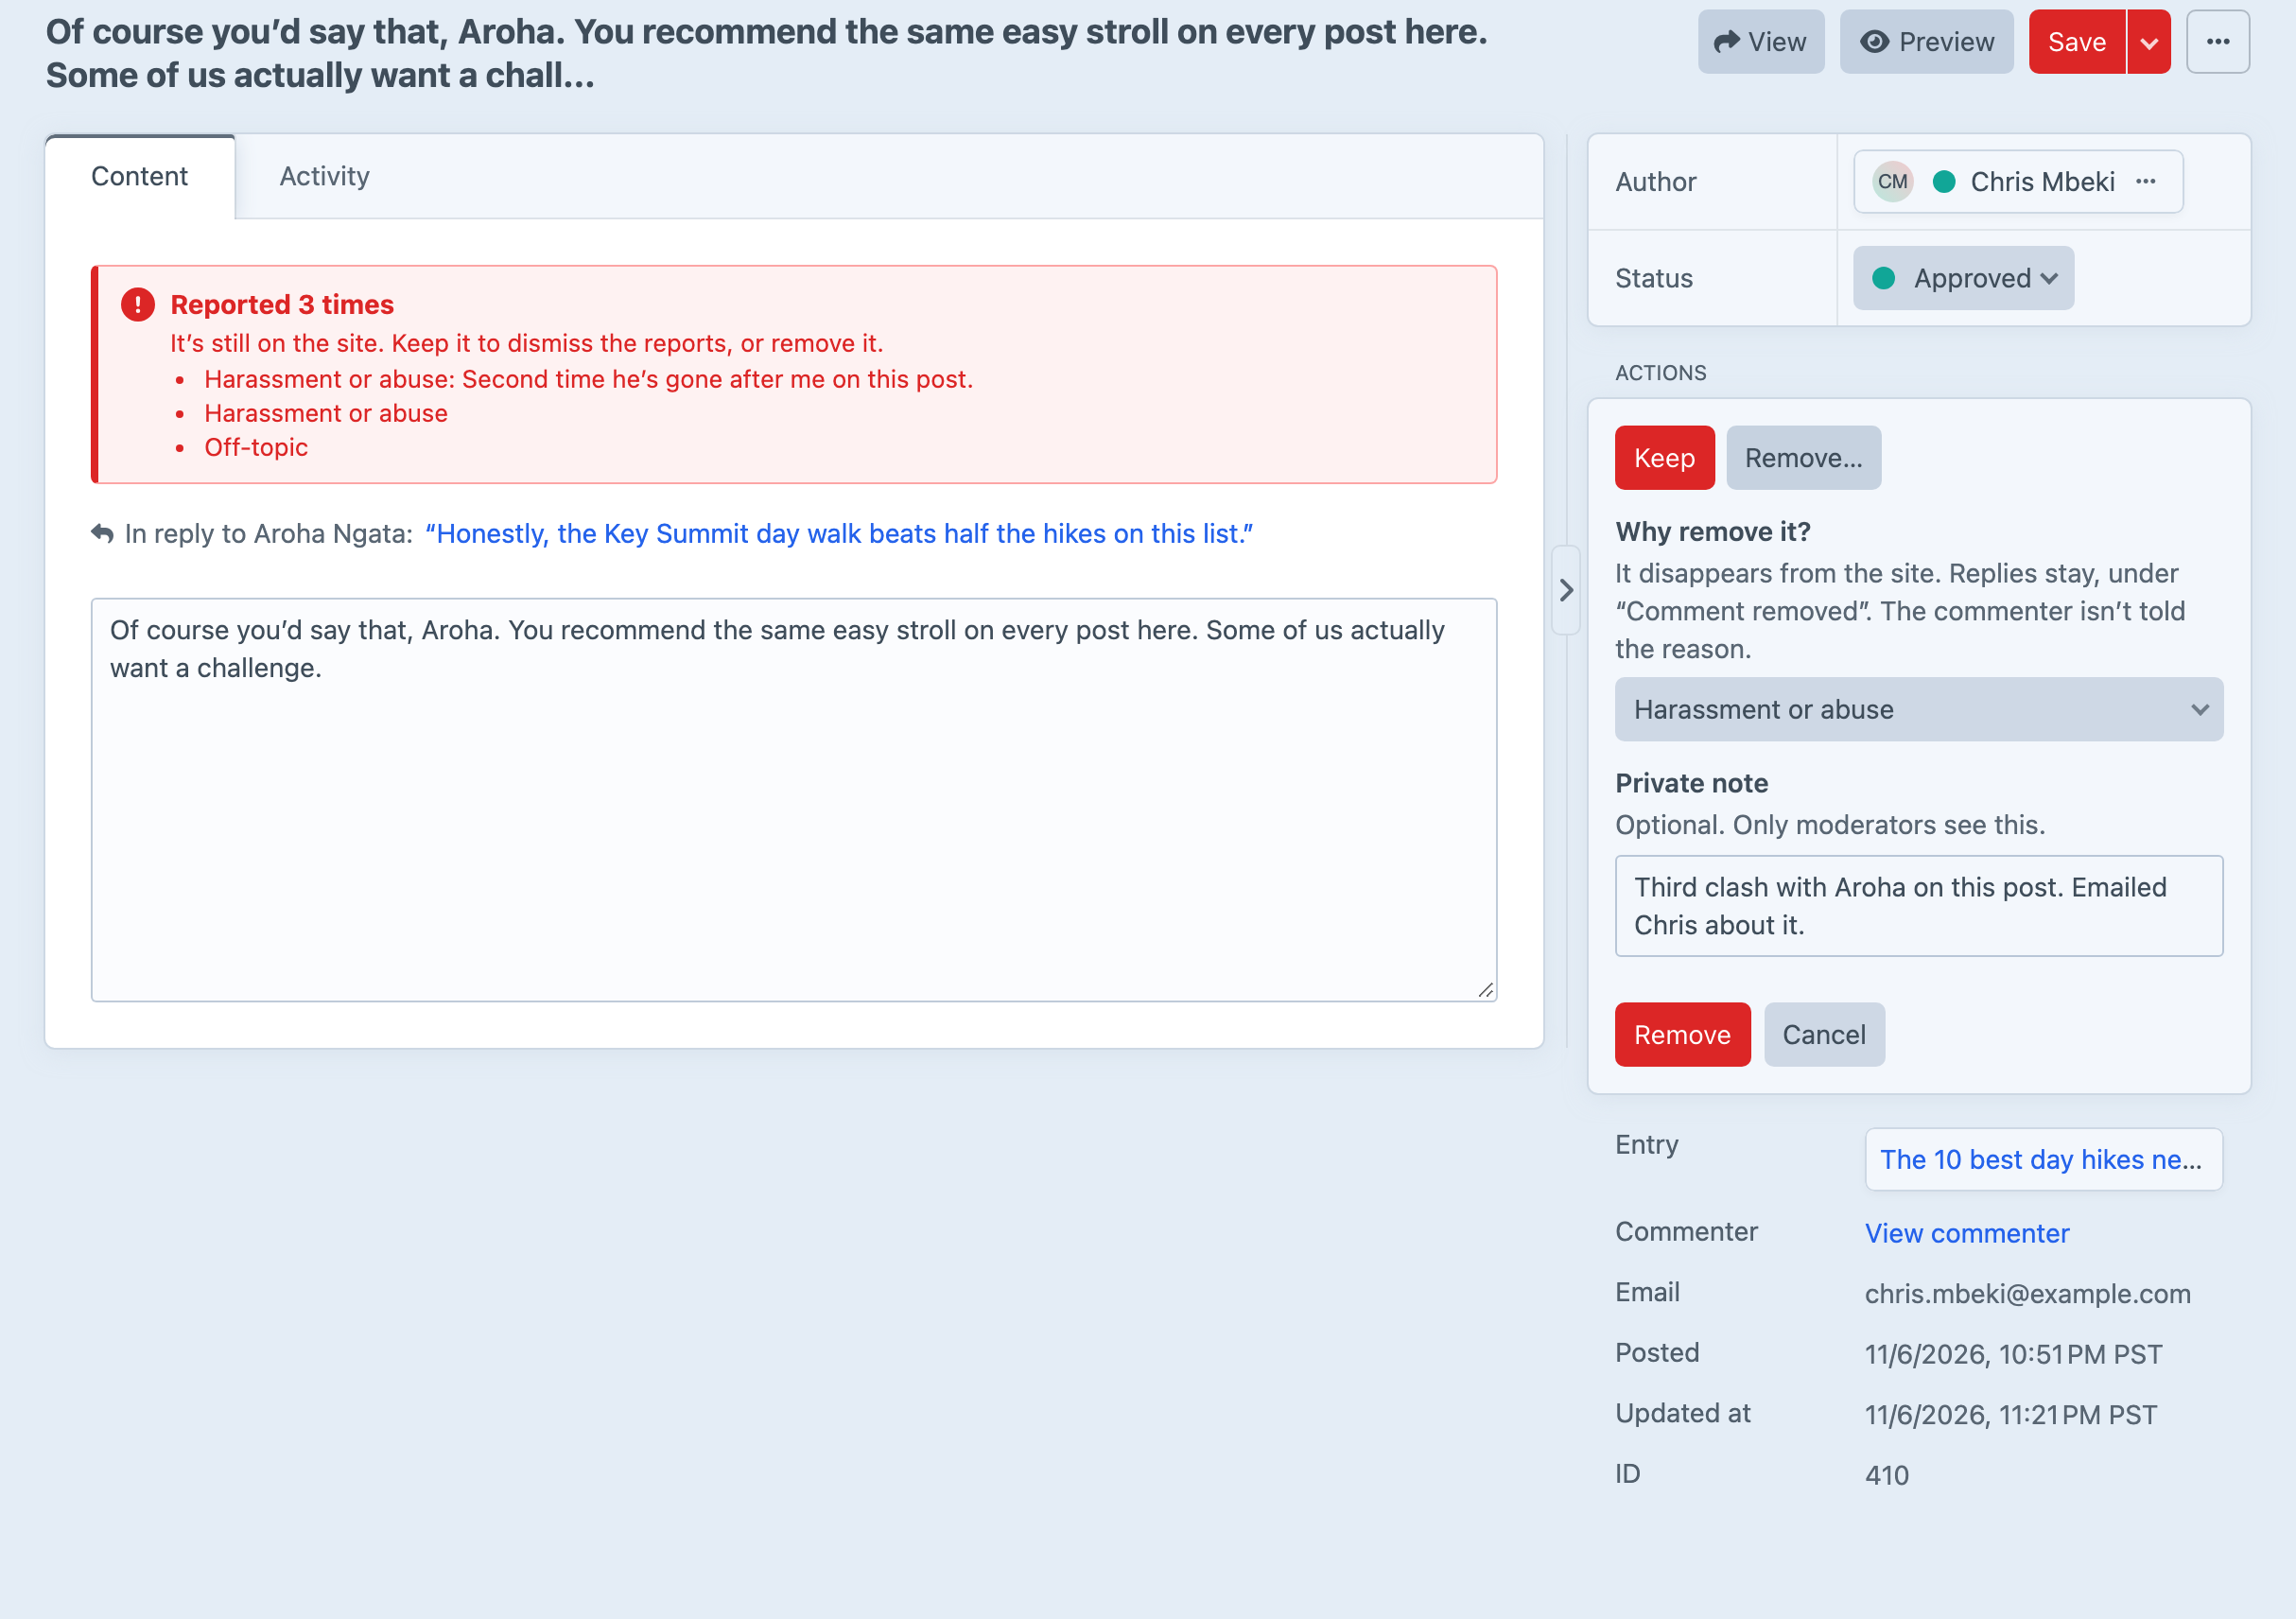 Of course you’d say that, Aroha. You recommend the same easy stroll on every post here.
Some of us actually want a chall...
View
Preview
Save
Content
Activity
Reported 3 times
It’s still on the site. Keep it to dismiss the reports, or remove it.
• Harassment or abuse: Second time he’s gone after me on this post.
• Harassment or abuse
• Off-topic
In reply to Aroha Ngata: “Honestly, the Key Summit day walk beats half the hikes on this list.”
Of course you’d say that, Aroha. You recommend the same easy stroll on every post here. Some of us actually
want a challenge.
Author
CM Chris Mbeki
Status
Approved
ACTIONS
Keep
Remove...
Why remove it?
It disappears from the site. Replies stay, under
“Comment removed”. The commenter isn’t told
the reason.
Harassment or abuse
Private note
Optional. Only moderators see this.
Third clash with Aroha on this post. Emailed
Chris about it.
Remove
Cancel
Entry
The 10 best day hikes ne...
Commenter
View commenter
Email
chris.mbeki@example.com
Posted
11/6/2026, 10:51 PM PST
Updated at
11/6/2026, 11:21 PM PST
ID
410